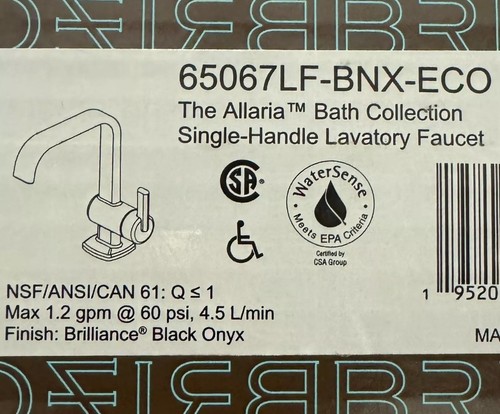 65067LF-BNX-ECO
The Allaria™ Bath Collection
Single-Handle Lavatory Faucet
SA
WaterSense
Meets EPA Criteria
Certified by
CSA Group
NSF/ANSI/CAN 61: Q ≤ 1
Max 1.2 gpm @ 60 psi, 4.5 L/min
Finish: Brilliance® Black Onyx
1 9520
MA